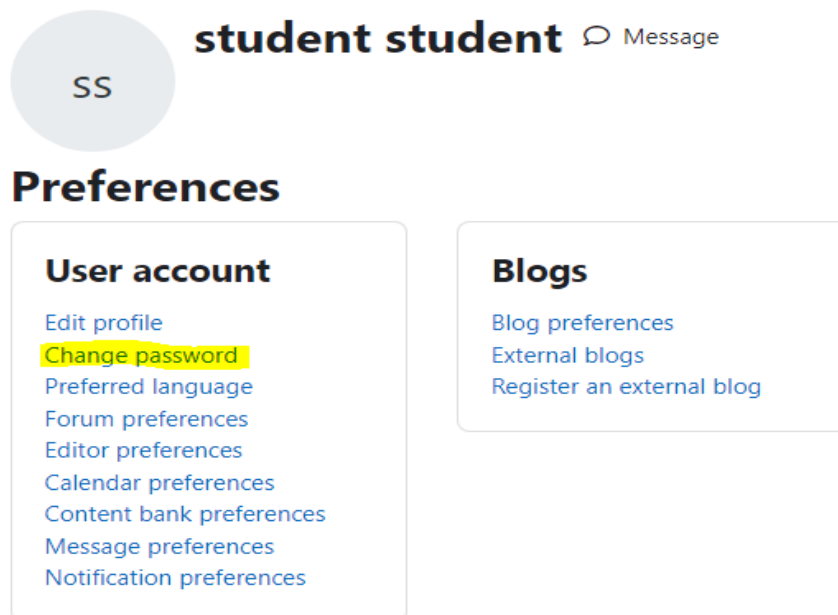 ss
student student
Message
Preferences
User account
Edit profile
Change password
Preferred language
Forum preferences
Editor preferences
Calendar preferences
Content bank preferences
Message preferences
Notification preferences
Blogs
Blog preferences
External blogs
Register an external blog